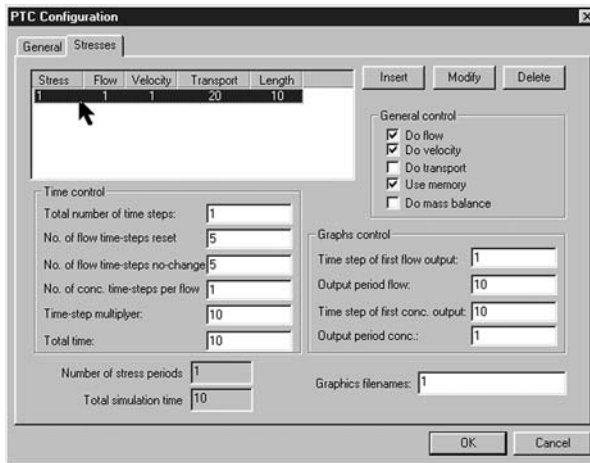 PTC Configuration
General Stresses
Stress Flow Velocity Transport Length
1 1 1 20 10
Insert Modify Delete
General control
Do flow
Do velocity
Do transport
Use memory
Do mass balance
Time control
Total number of time steps: 1
No. of flow time-steps reset 5
No. of flow time-steps no-change 5
No. of conc. time-steps per flow 1
Time-step multiplyer: 10
Total time: 10
Graphs control
Time step of first flow output: 1
Output period flow: 10
Time step of first conc. output: 10
Output period conc.: 1
Number of stress periods 1
Total simulation time 10
Graphics filenames: 1
OK Cancel